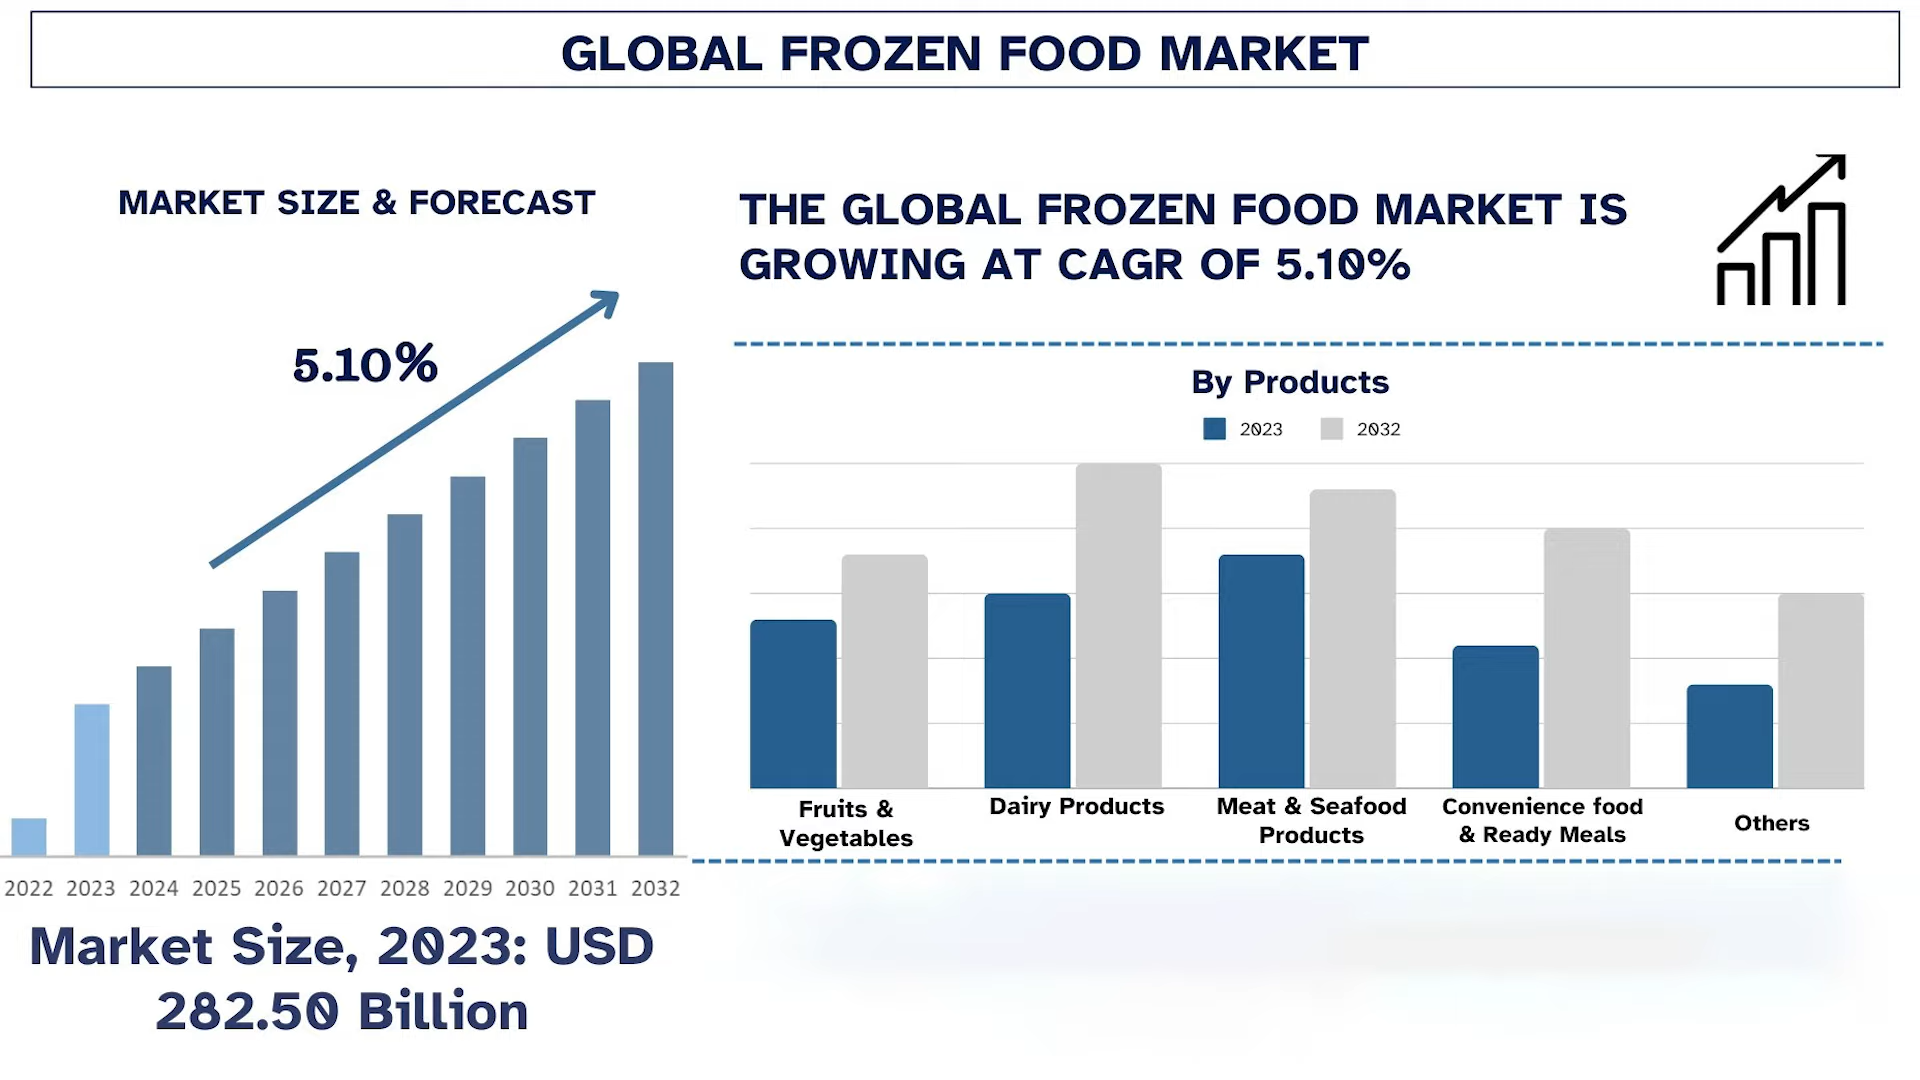 GLOBAL FROZEN FOOD MARKET
MARKET SIZE & FORECAST
5.10%
2022 2023 2024 2025 2026 2027 2028 2029 2030 2031 2032
Market Size, 2023: USD
282.50 Billion
THE GLOBAL FROZEN FOOD MARKET IS
GROWING AT CAGR OF 5.10%
By Products
2023 2032
Fruits &
Vegetables
Dairy Products
Meat & Seafood
Products
Convenience food
& Ready Meals
Others